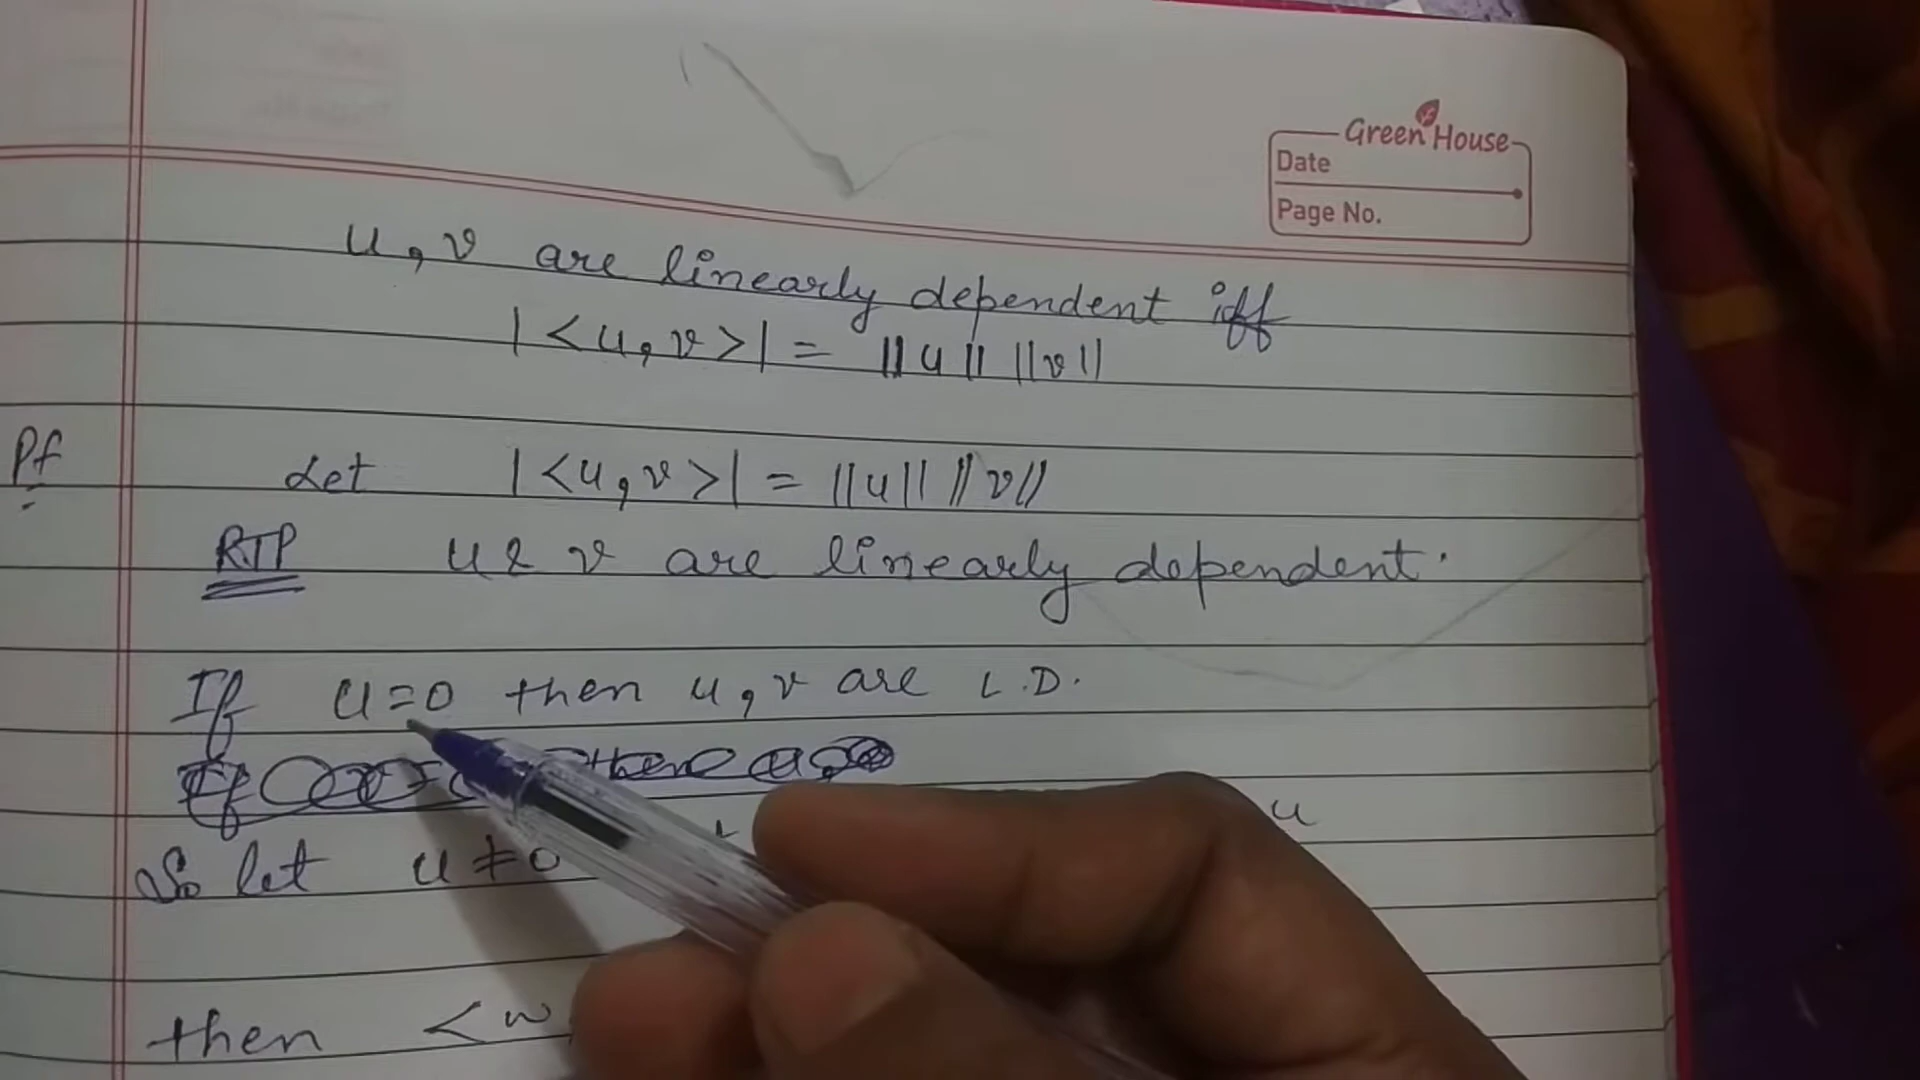 Green House
Date
Page No.
u, v are linearly dependent iff
|<u, v>| = ||u|| ||v||
Pf Let |<u, v>| = ||u|| ||v||
RTP u & v are linearly dependent.
If u=0 then u, v are L.D.
So let u ≠ 0 u
then <w